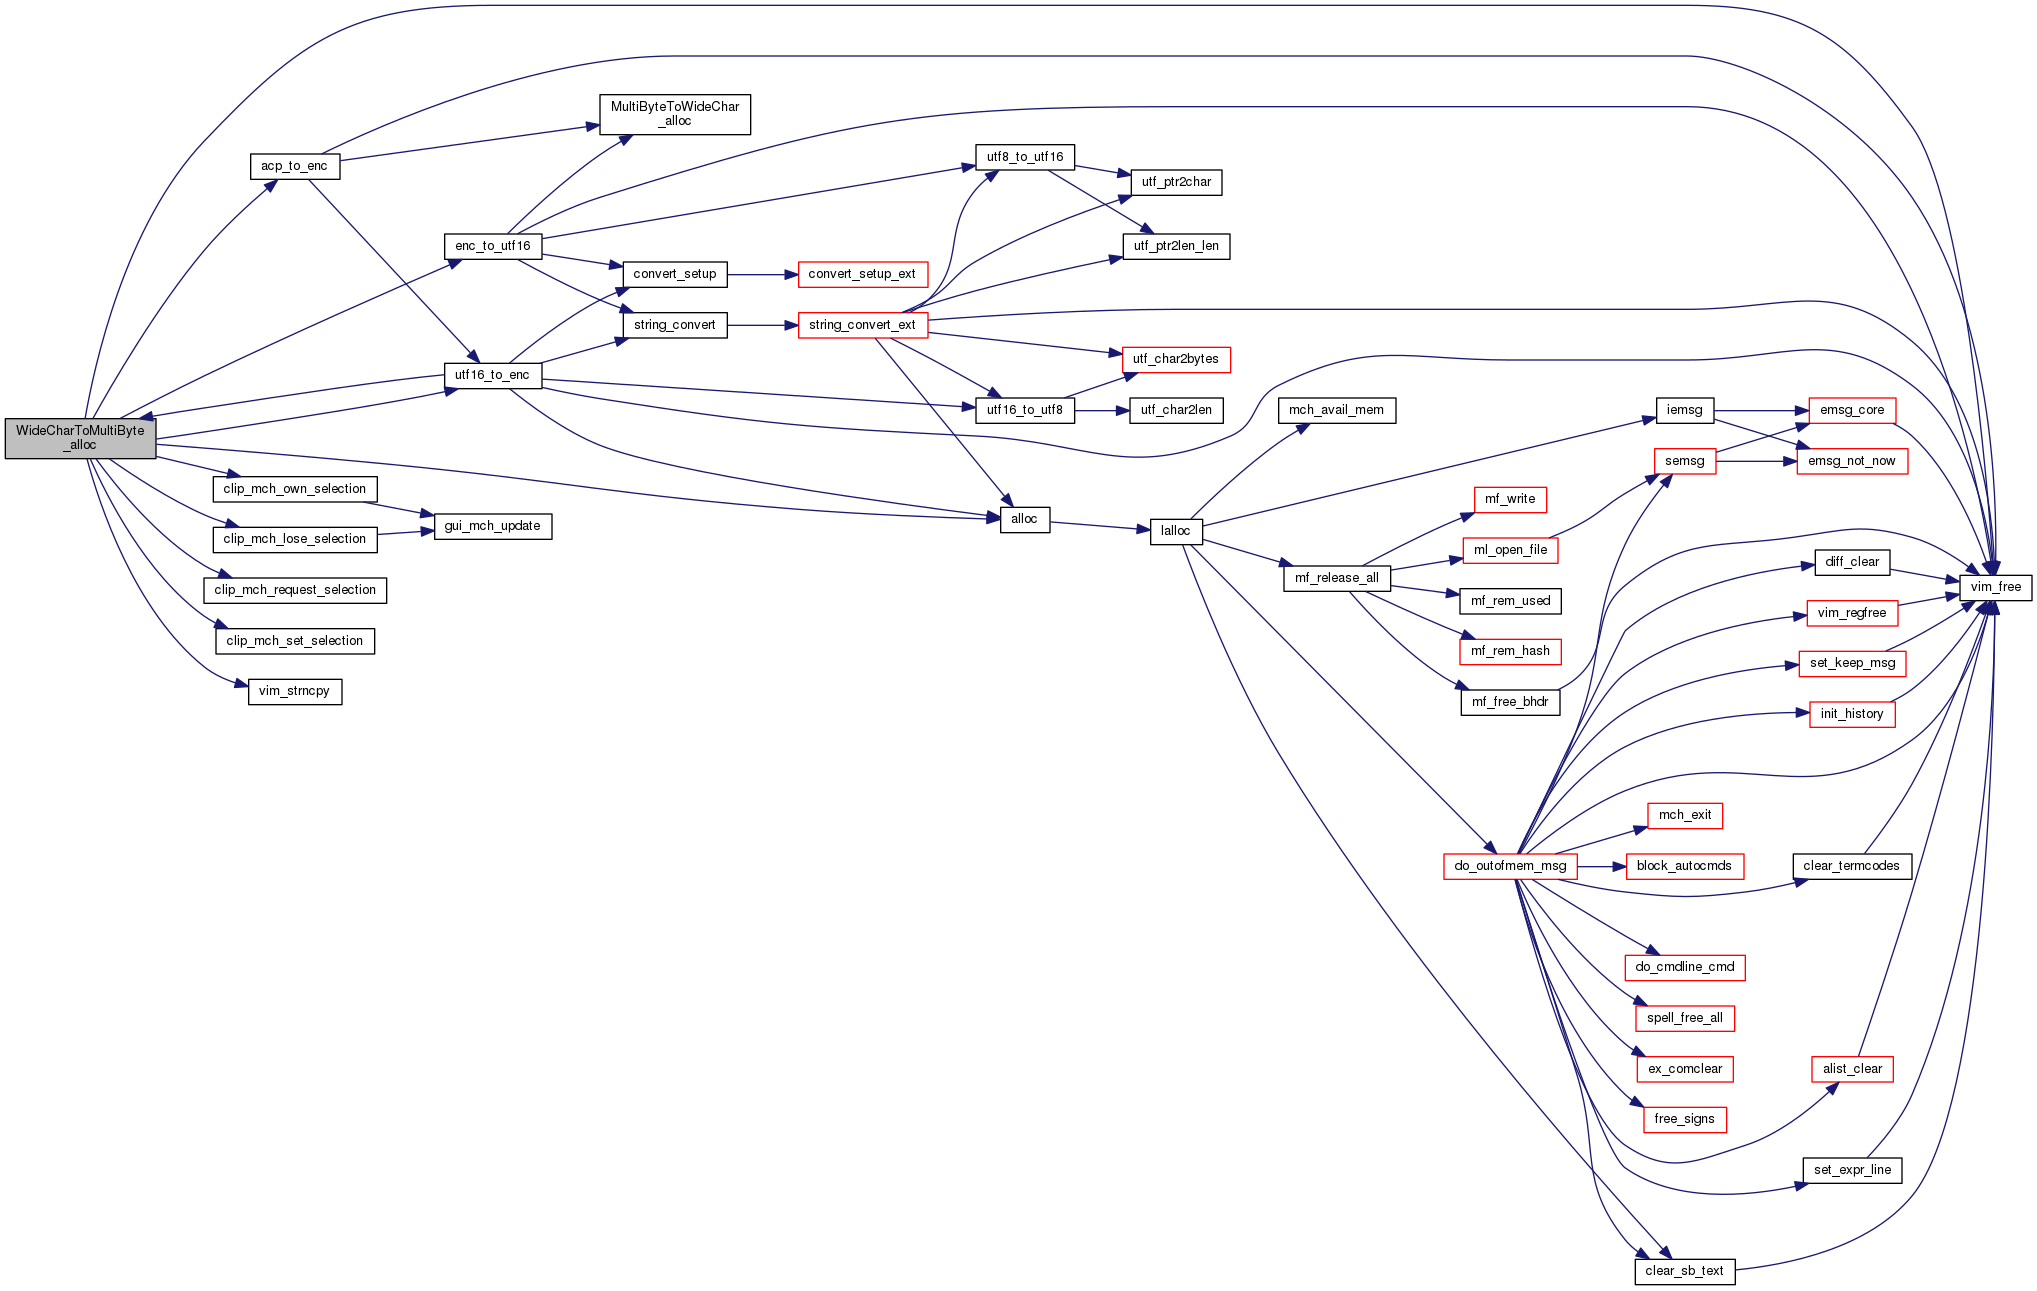 MultiByteToWideChar
_alloc
acp_to_enc
utf8_to_utf16
utf_ptr2char
enc_to_utf16
utf_ptr2len_len
convert_setup
convert_setup_ext
string_convert
string_convert_ext
utf_char2bytes
utf16_to_enc
utf16_to_utf8
utf_char2len
mch_avail_mem
iemsg
emsg_core
WideCharToMultiByte
_alloc
semsg
emsg_not_now
clip_mch_own_selection
mf_write
gui_mch_update
alloc
lalloc
clip_mch_lose_selection
ml_open_file
diff_clear
mf_release_all
vim_free
clip_mch_request_selection
mf_rem_used
vim_regfree
clip_mch_set_selection
mf_rem_hash
set_keep_msg
vim_strncpy
mf_free_bhdr
init_history
mch_exit
do_outofmem_msg
block_autocmds
clear_termcodes
do_cmdline_cmd
spell_free_all
ex_comclear
alist_clear
free_signs
set_expr_line
clear_sb_text